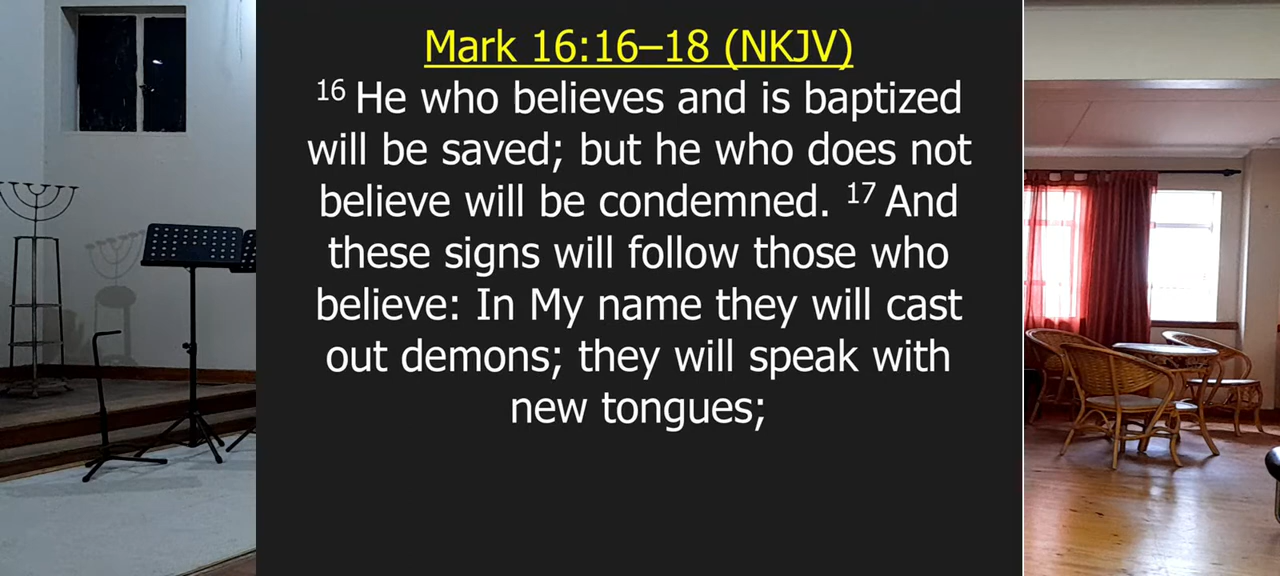 Mark 16:16–18 (NKJV)
16 He who believes and is baptized
will be saved; but he who does not
believe will be condemned. 17 And
these signs will follow those who
believe: In My name they will cast
out demons; they will speak with
new tongues;